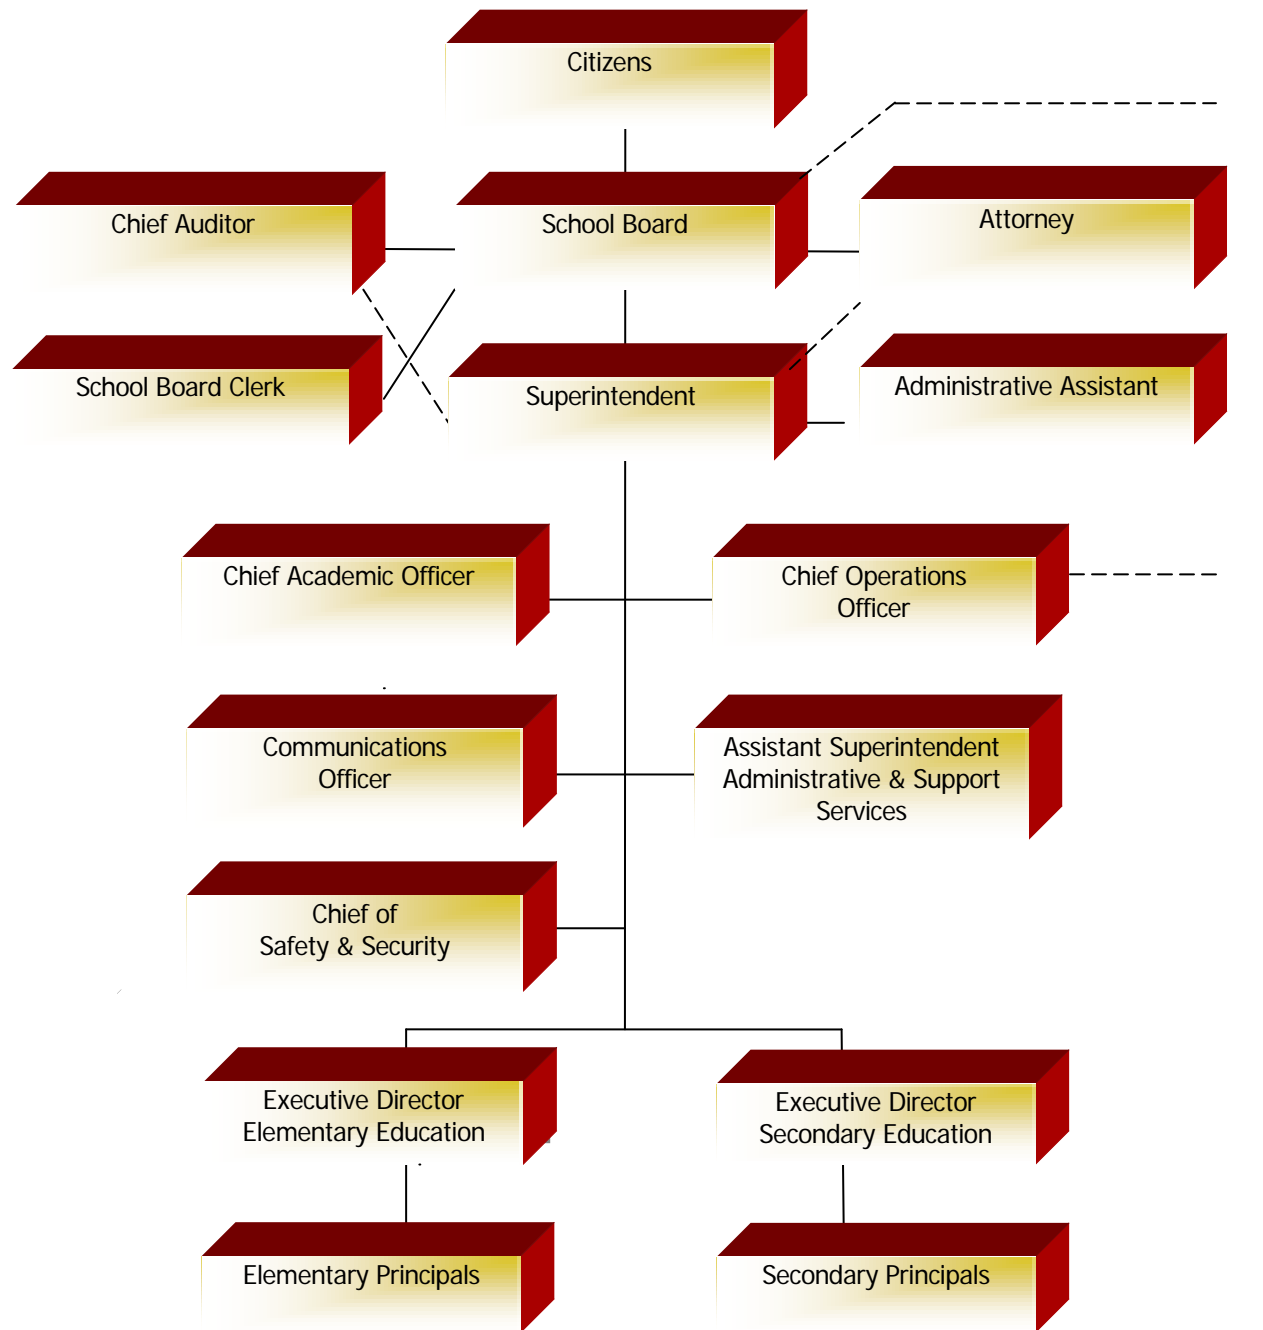 Citizens
Chief Auditor
School Board
Attorney
School Board Clerk
Superintendent
Administrative Assistant
Chief Academic Officer
Chief Operations
Officer
Communications
Officer
Assistant Superintendent
Administrative & Support
Services
Chief of
Safety & Security
Executive Director
Elementary Education
Executive Director
Secondary Education
Elementary Principals
Secondary Principals